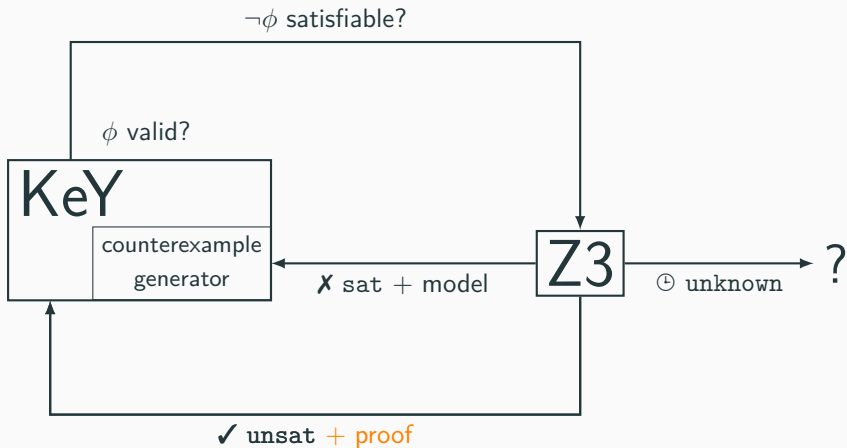 ¬ϕ satisfiable?
ϕ valid?
KeY
counterexample
generator
Z3
✗ sat + model
🕒 unknown
?
✓ unsat + proof